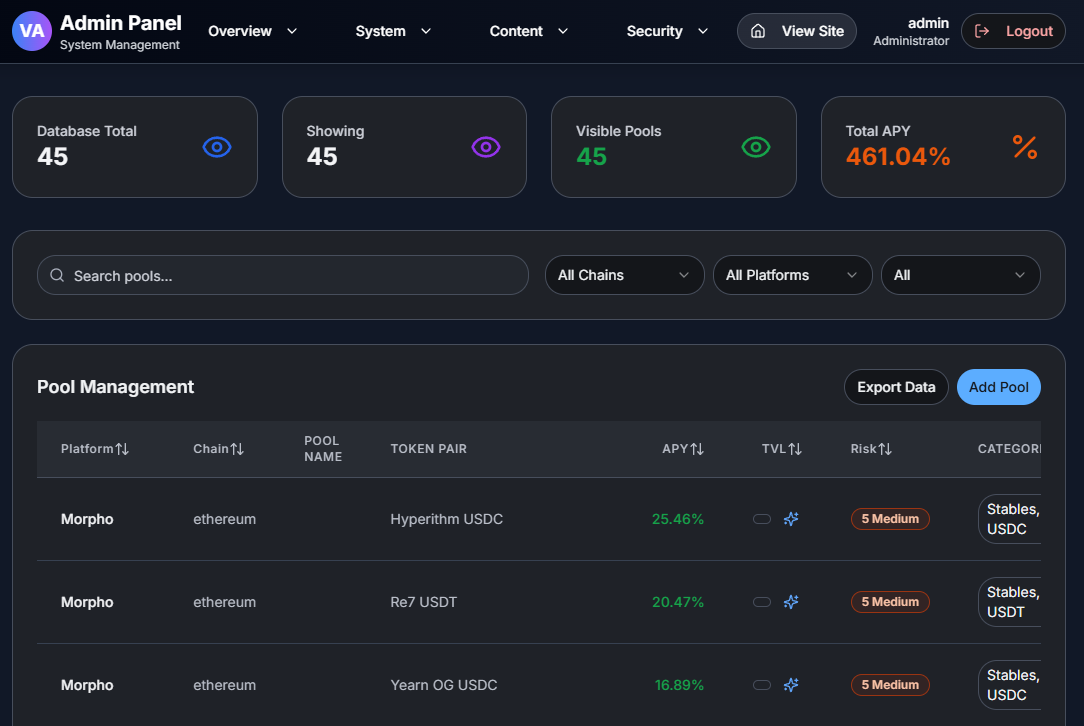 VA
Admin Panel
System Management
Overview
System
Content
Security
View Site
admin
Administrator
Logout
Database Total
45
Showing
45
Visible Pools
45
Total APY
461.04%
Search pools...
All Chains
All Platforms
All
Pool Management
Export Data
Add Pool
Platform
Chain
POOL
NAME
TOKEN PAIR
APY
TVL
Risk
CATEGORI
Morpho
ethereum
Hyperithm USDC
25.46%
5 Medium
Stables,
USDC
Morpho
ethereum
Re7 USDT
20.47%
5 Medium
Stables,
USDT
Morpho
ethereum
Yearn OG USDC
16.89%
5 Medium
Stables,
USDC